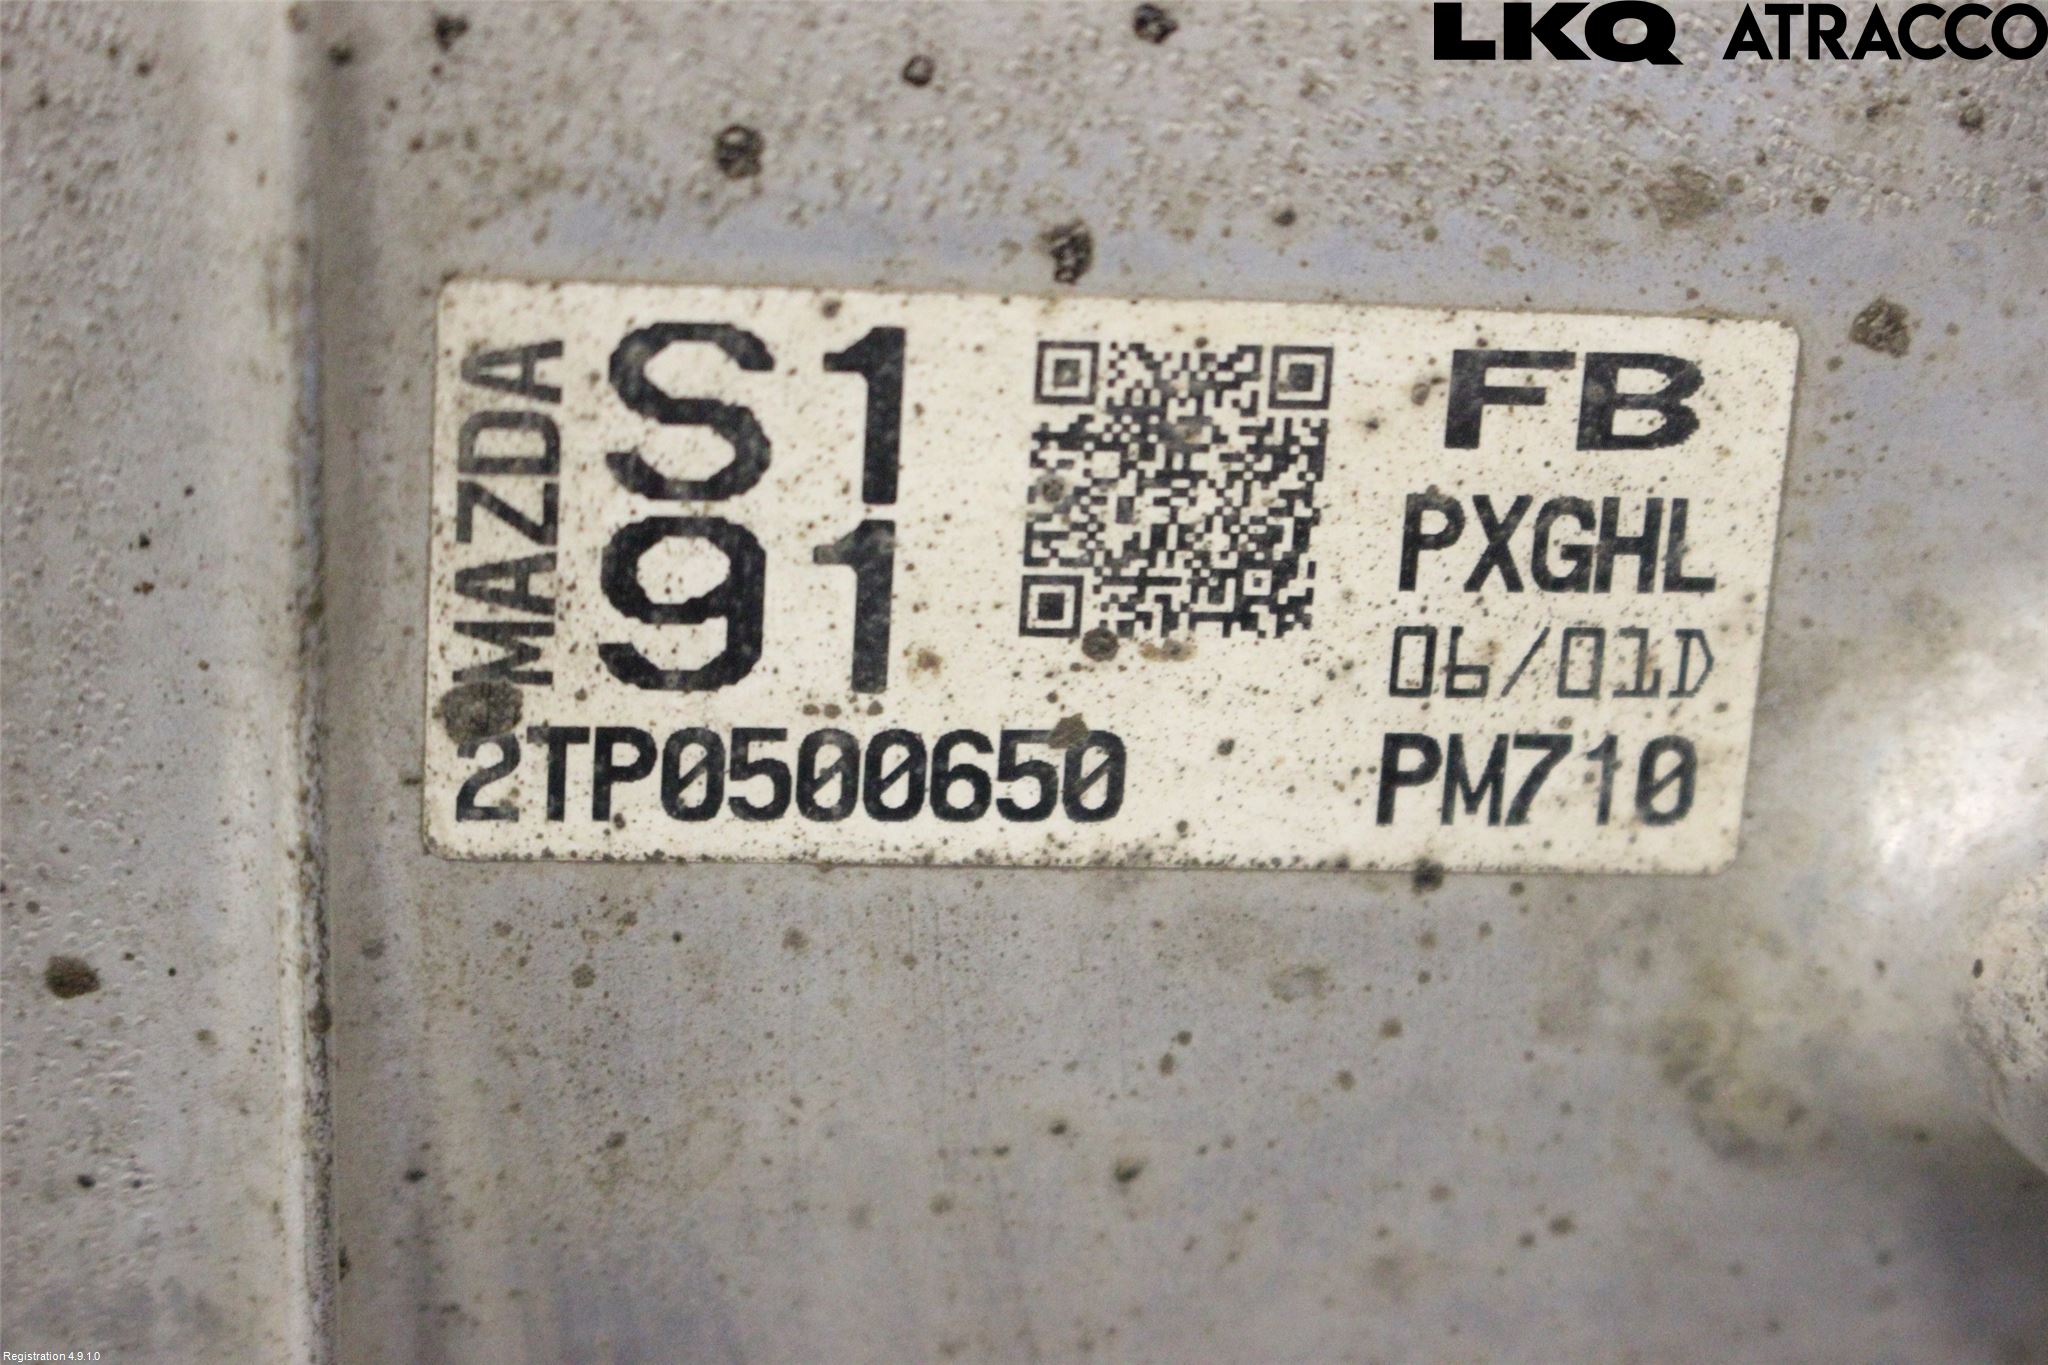 LKQ ATRACCO
MAZDA
S1
91
FB
PXGHL
06/01D
2TP0500650
PM710
Registration 4.9.1.0